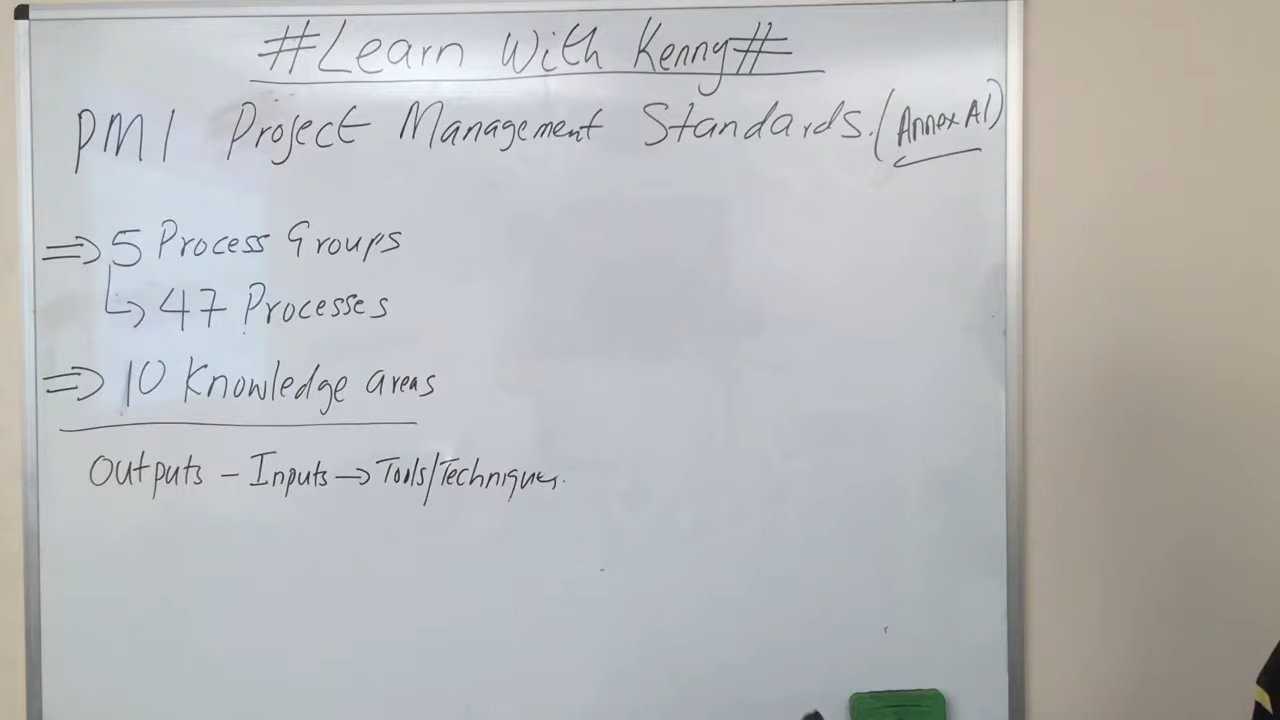 #Learn With Kenny#
PMI Project Management Standards. (Annex A1)
⇒ 5 Process Groups
↳ 47 Processes
⇒ 10 Knowledge areas
Outputs - Inputs → Tools/Techniques.